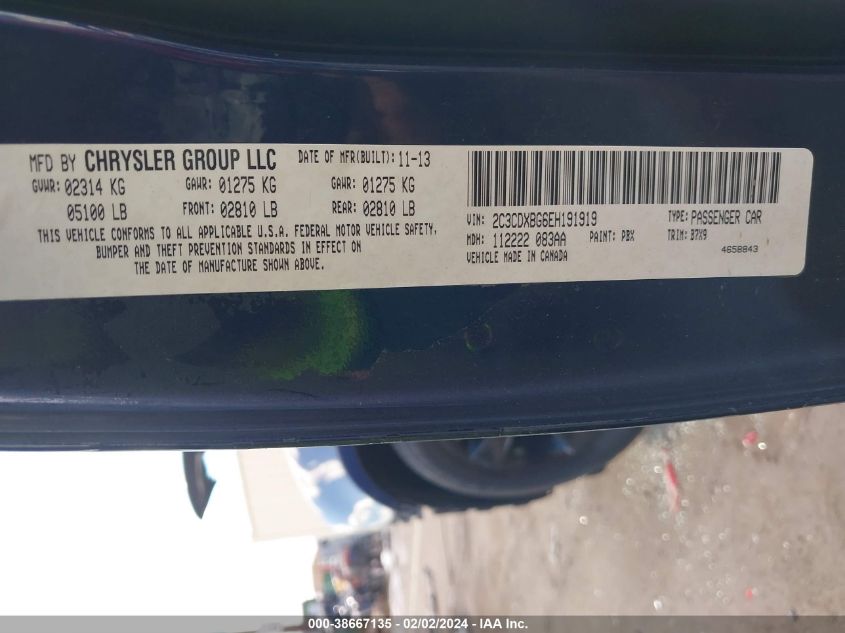 MFD BY CHRYSLER GROUP LLC DATE OF MFR(BUILT): 11-13
GVWR: 02314 KG GAWR: 01275 KG GAWR: 01275 KG
05100 LB FRONT: 02810 LB REAR: 02810 LB
THIS VEHICLE CONFORMS TO ALL APPLICABLE U.S.A. FEDERAL MOTOR VEHICLE SAFETY,
BUMPER AND THEFT PREVENTION STANDARDS IN EFFECT ON
THE DATE OF MANUFACTURE SHOWN ABOVE.
VIN: 2C3CDXBG6EH191919 TYPE: PASSENGER CAR
MDH: 112222 083AA PAINT: PBX TRIM: B7X9
VEHICLE MADE IN CANADA 4658843
000-38667135 - 02/02/2024 - IAA Inc.